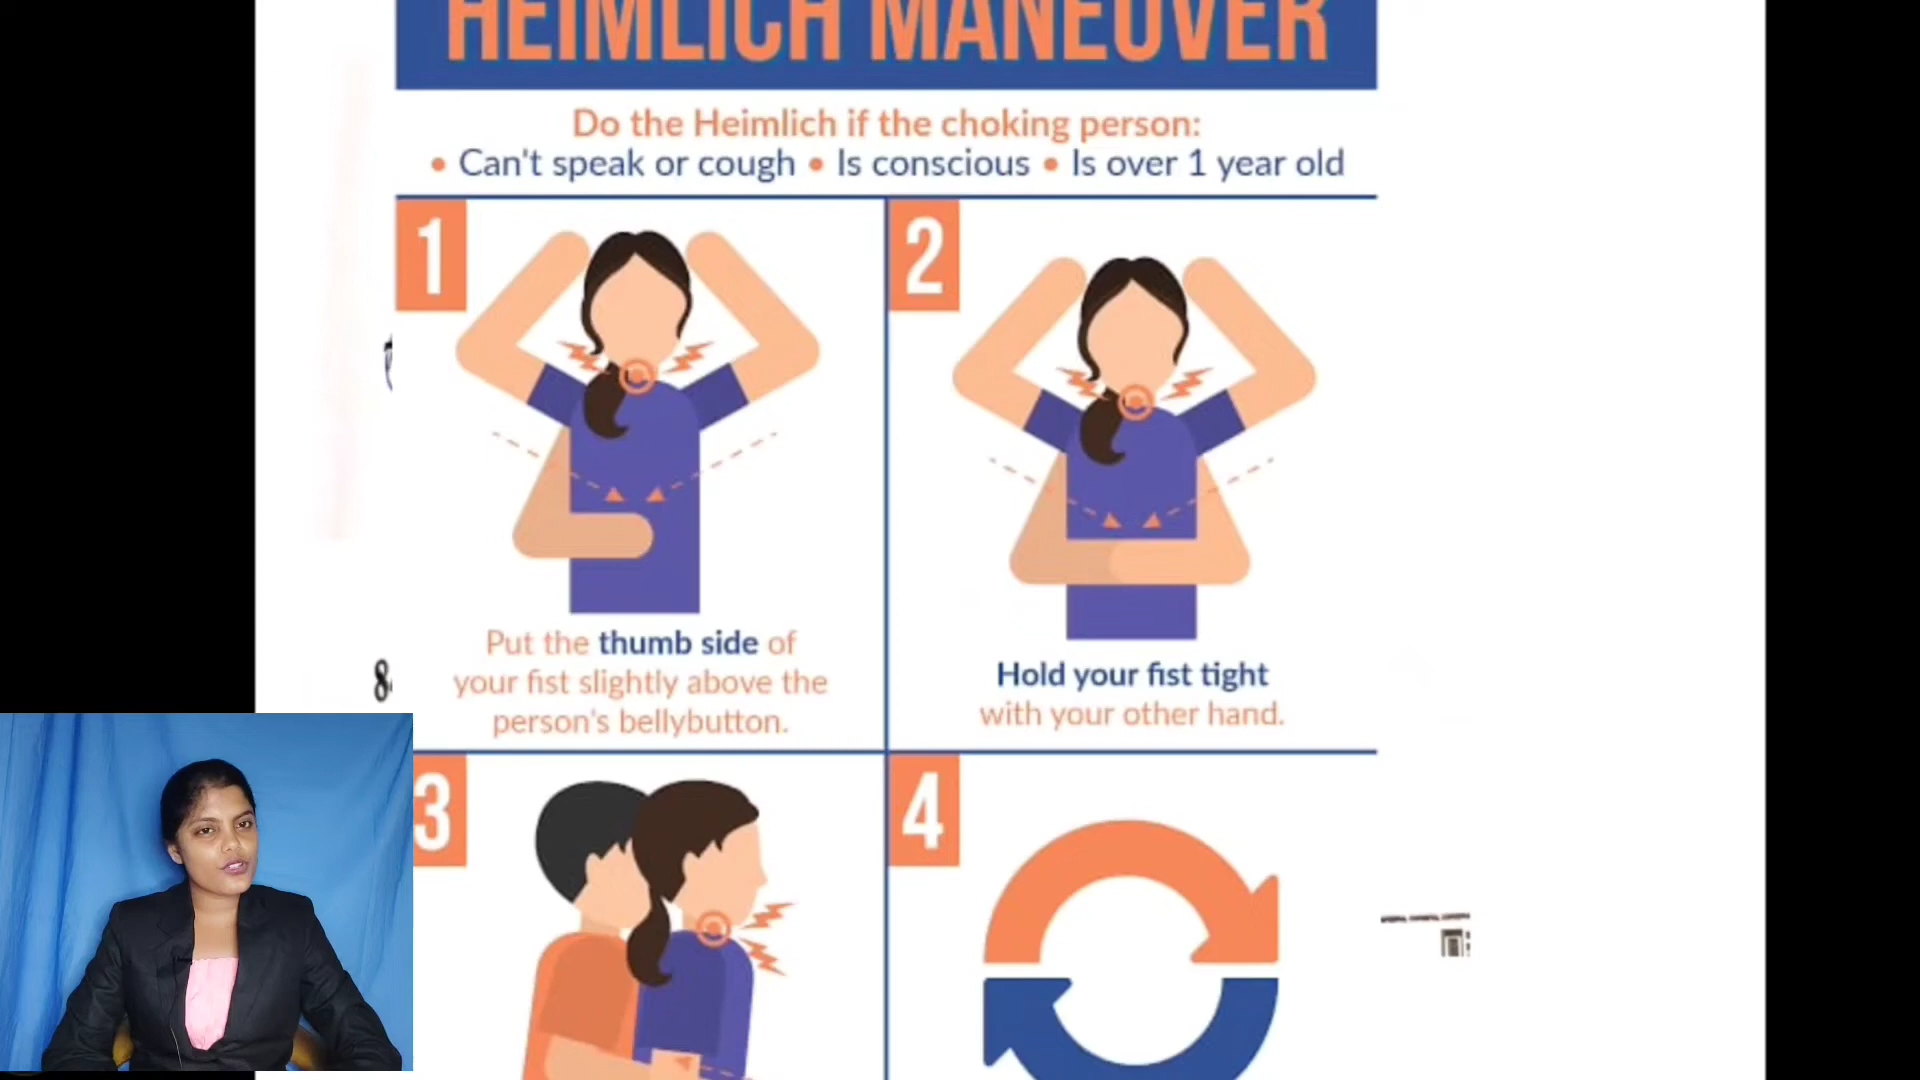 HEIMLICH MANEUVER
Do the Heimlich if the choking person:
• Can't speak or cough • Is conscious • Is over 1 year old
1
2
Put the thumb side of
your fist slightly above the
person's bellybutton.
Hold your fist tight
with your other hand.
8
3
4